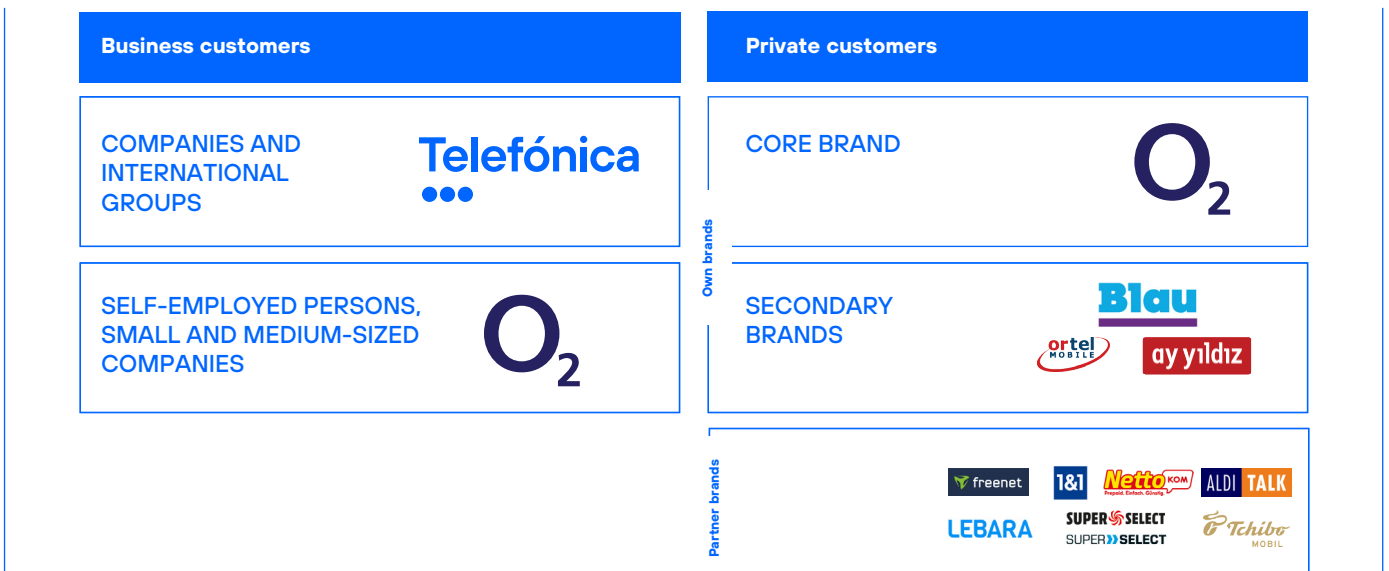 Business customers
COMPANIES AND
INTERNATIONAL
GROUPS
Telefónica
SELF-EMPLOYED PERSONS,
SMALL AND MEDIUM-SIZED
COMPANIES
O2
Private customers
Own brands
CORE BRAND
O2
SECONDARY
BRANDS
Blau
ortel
MOBILE
ay yıldız
Partner brands
freenet
1&1
Netto KOM
Prepaid. Einfach. Günstig.
ALDI TALK
LEBARA
SUPER SELECT
SUPER SELECT
Tchibo
MOBIL